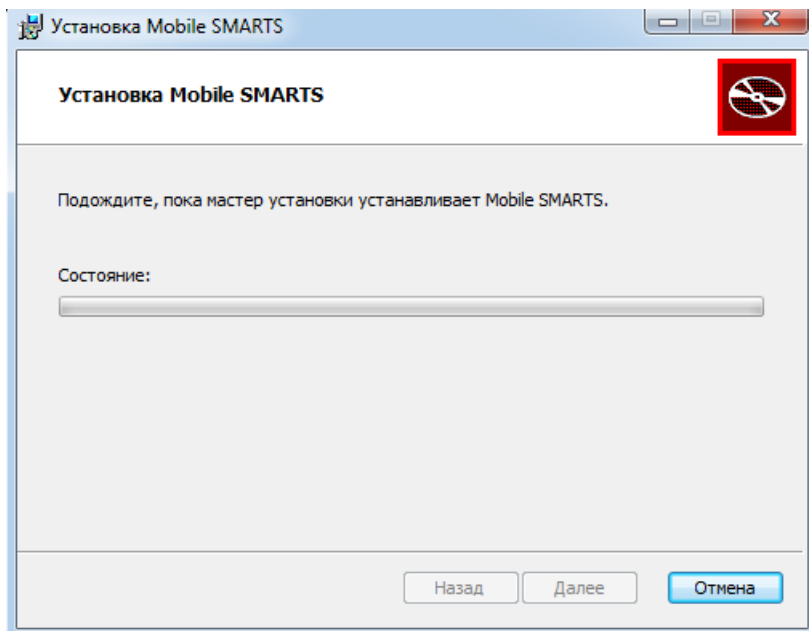 Установка Mobile SMARTS
Установка Mobile SMARTS
Подождите, пока мастер установки устанавливает Mobile SMARTS.
Состояние:
Назад Далее Отмена